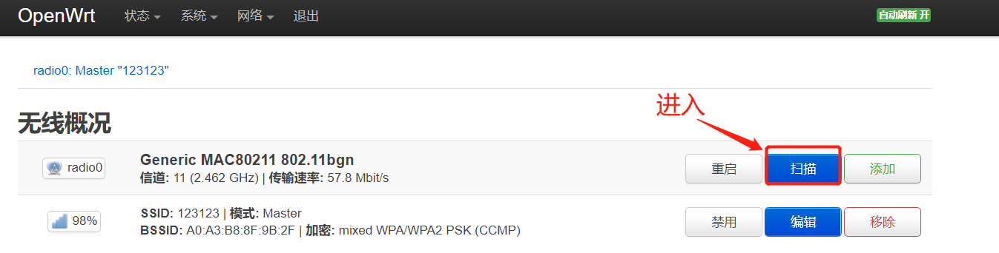 OpenWrt 状态 系统 网络 退出 自动刷新 开
radio0: Master "123123"
进入
无线概况
radio0
Generic MAC80211 802.11bgn
信道: 11 (2.462 GHz) | 传输速率: 57.8 Mbit/s
重启 扫描 添加
98%
SSID: 123123 | 模式: Master
BSSID: A0:A3:B8:8F:9B:2F | 加密: mixed WPA/WPA2 PSK (CCMP)
禁用 编辑 移除